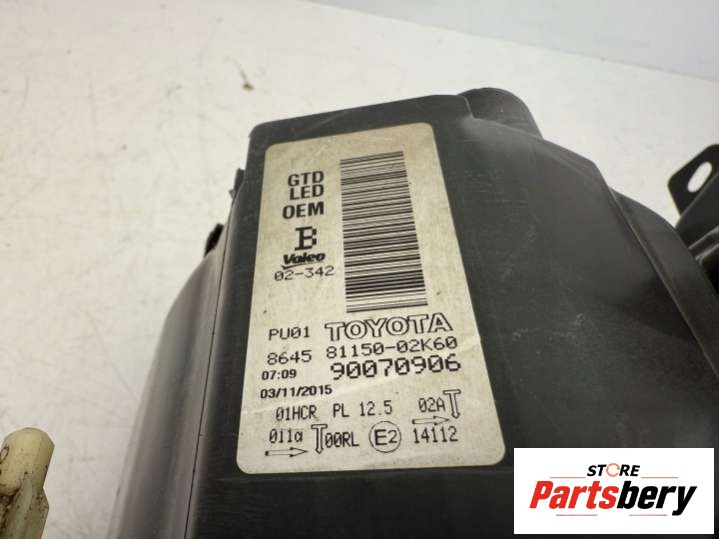 GTD
LED
OEM
B
Valeo
02-342
PU01 TOYOTA
8645 81150-02K60
07:09 90070906
03/11/2015
01HCR PL 12.5 02A
011α 00RL E2 14112
STORE
Partsbery